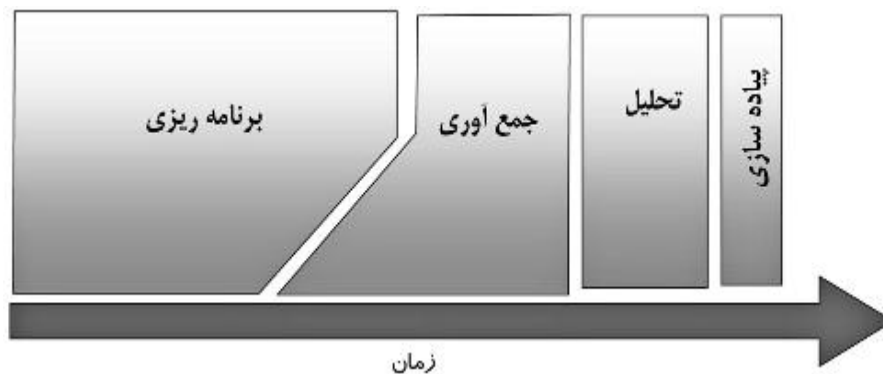 برنامه ریزی
جمع آوری
تحلیل
پیاده سازی
زمان